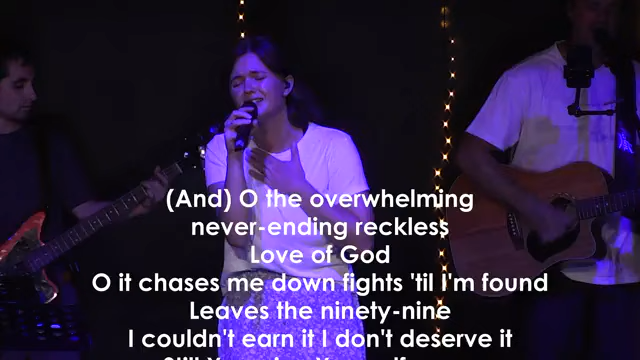 (And) O the overwhelming
never-ending reckless
Love of God
O it chases me down fights 'til I'm found
Leaves the ninety-nine
I couldn't earn it I don't deserve it